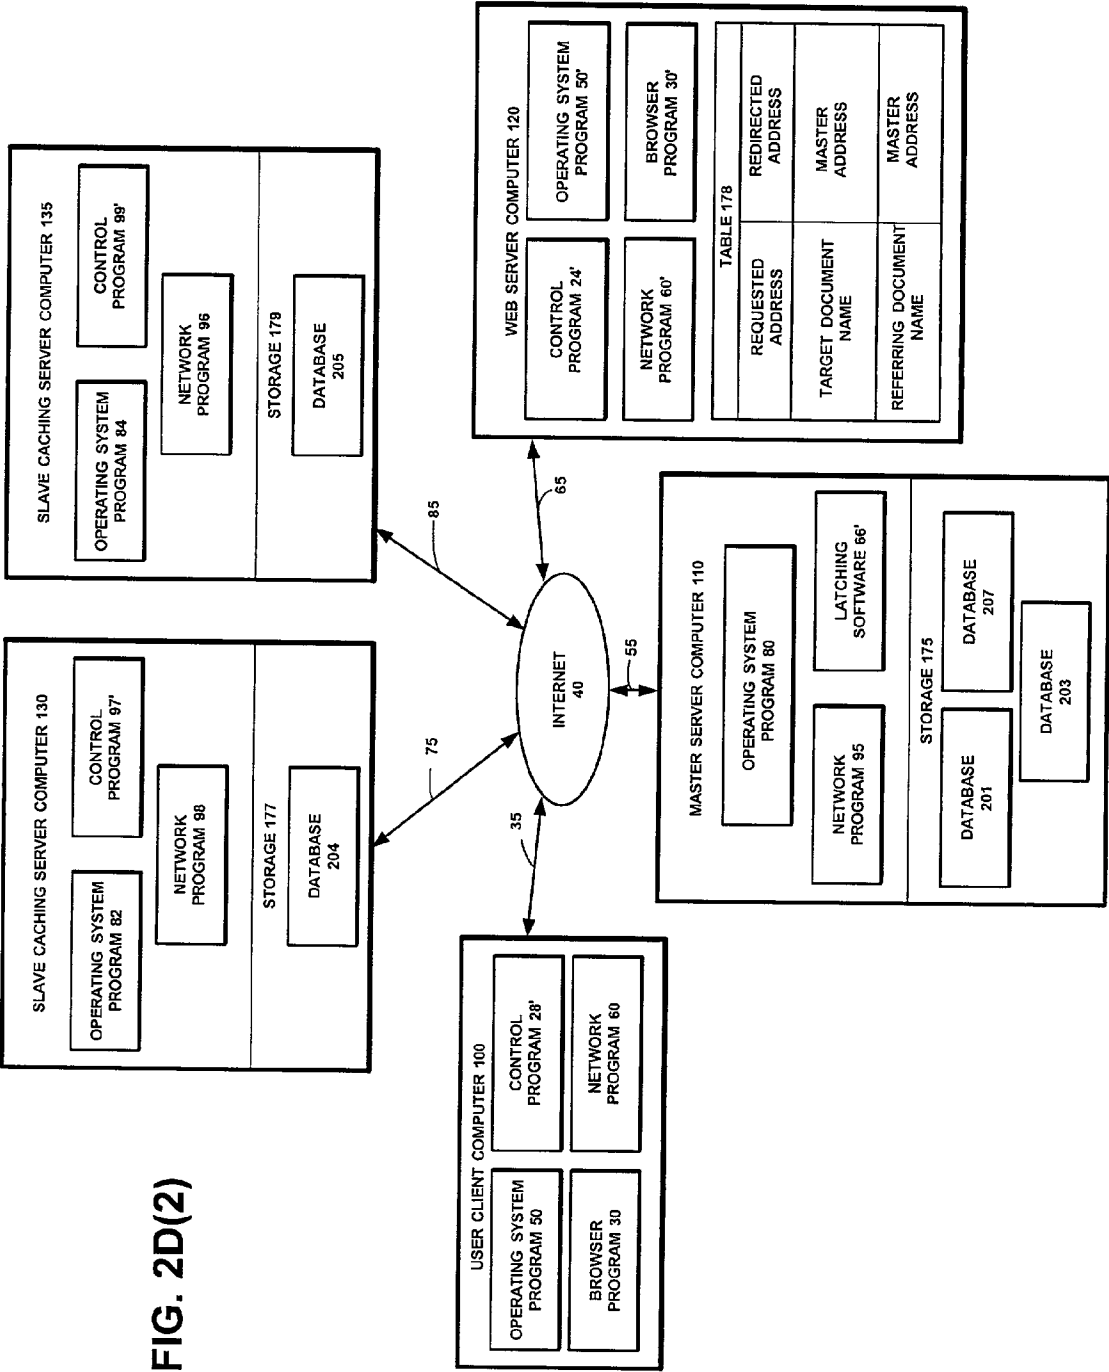 FIG. 2D(2)
SLAVE CACHING SERVER COMPUTER 130
OPERATING SYSTEM
PROGRAM 82
CONTROL
PROGRAM 97'
NETWORK
PROGRAM 98
STORAGE 177
DATABASE
204
SLAVE CACHING SERVER COMPUTER 135
OPERATING SYSTEM
PROGRAM 84
CONTROL
PROGRAM 99'
NETWORK
PROGRAM 96
STORAGE 179
DATABASE
205
75
85
USER CLIENT COMPUTER 100
OPERATING SYSTEM
PROGRAM 50
CONTROL
PROGRAM 28'
BROWSER
PROGRAM 30
NETWORK
PROGRAM 60
35
INTERNET
40
65
55
WEB SERVER COMPUTER 120
CONTROL
PROGRAM 24'
OPERATING SYSTEM
PROGRAM 50'
NETWORK
PROGRAM 60'
BROWSER
PROGRAM 30'
TABLE 178
REQUESTED
ADDRESS
REDIRECTED
ADDRESS
TARGET DOCUMENT
NAME
MASTER
ADDRESS
REFERRING DOCUMENT
NAME
MASTER
ADDRESS
MASTER SERVER COMPUTER 110
OPERATING SYSTEM
PROGRAM 80
NETWORK
PROGRAM 95
LATCHING
SOFTWARE 66'
STORAGE 175
DATABASE
201
DATABASE
207
DATABASE
203